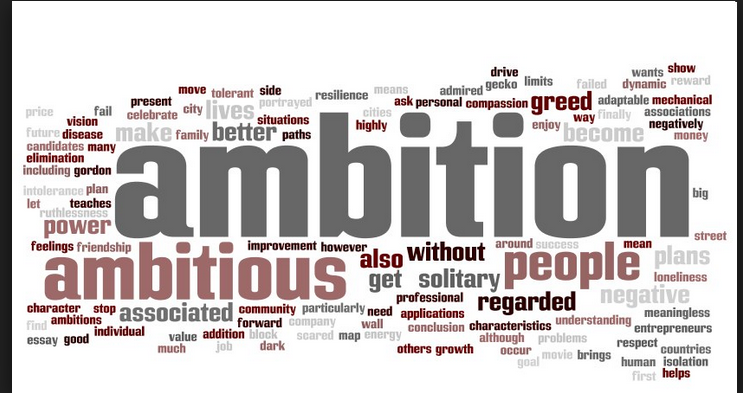 drive wants show
move tolerant side resilience means admired gecko limits failed dynamic reward
present portrayed ask personal compassion greed adaptable mechanical
price fail celebrate city lives situations cities way finally associations
vision highly enjoy negatively
future disease make family better paths become money
candidates many
elimination
including gordon
ambition
intolerance plan big
let teaches
ruthlessness
power street
feelings friendship improvement however also without around success mean plans
ambitious get solitary people loneliness
professional regarded negative
character stop associated community particularly need applications meaningless
ambitions forward company wall conclusion characteristics understanding entrepreneurs
find individual value addition block scared map energy although problems
essay good respect
much job dark others growth occur movie brings countries
goal human isolation
first helps